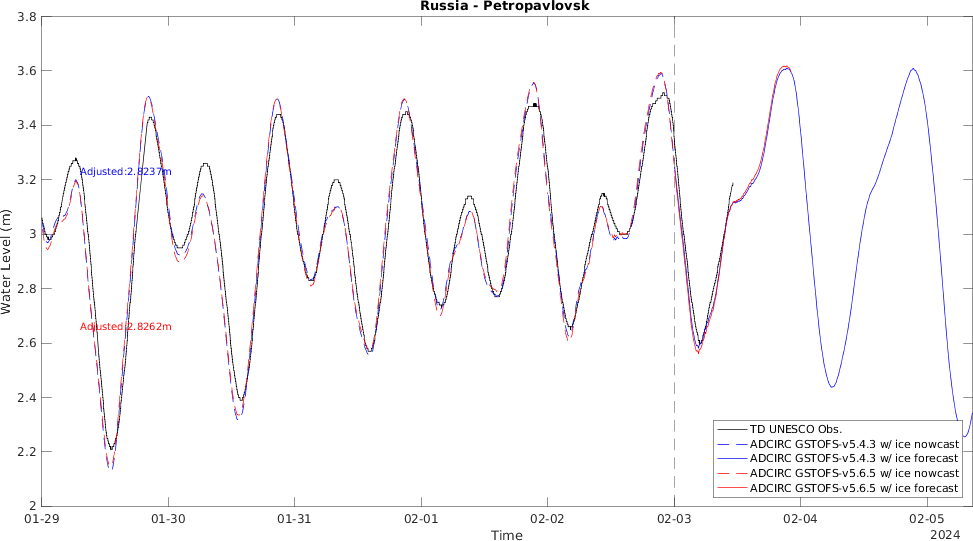 Russia - Petropavlovsk
3.8
3.6
3.4
3.2
3
2.8
2.6
2.4
2.2
2
Water Level (m)
Adjusted:2.8237m
Adjusted:2.8262m
TD UNESCO Obs.
ADCIRC GSTOFS-v5.4.3 w/ ice nowcast
ADCIRC GSTOFS-v5.4.3 w/ ice forecast
ADCIRC GSTOFS-v5.6.5 w/ ice nowcast
ADCIRC GSTOFS-v5.6.5 w/ ice forecast
01-29 01-30 01-31 02-01 02-02 02-03 02-04 02-05
Time
2024